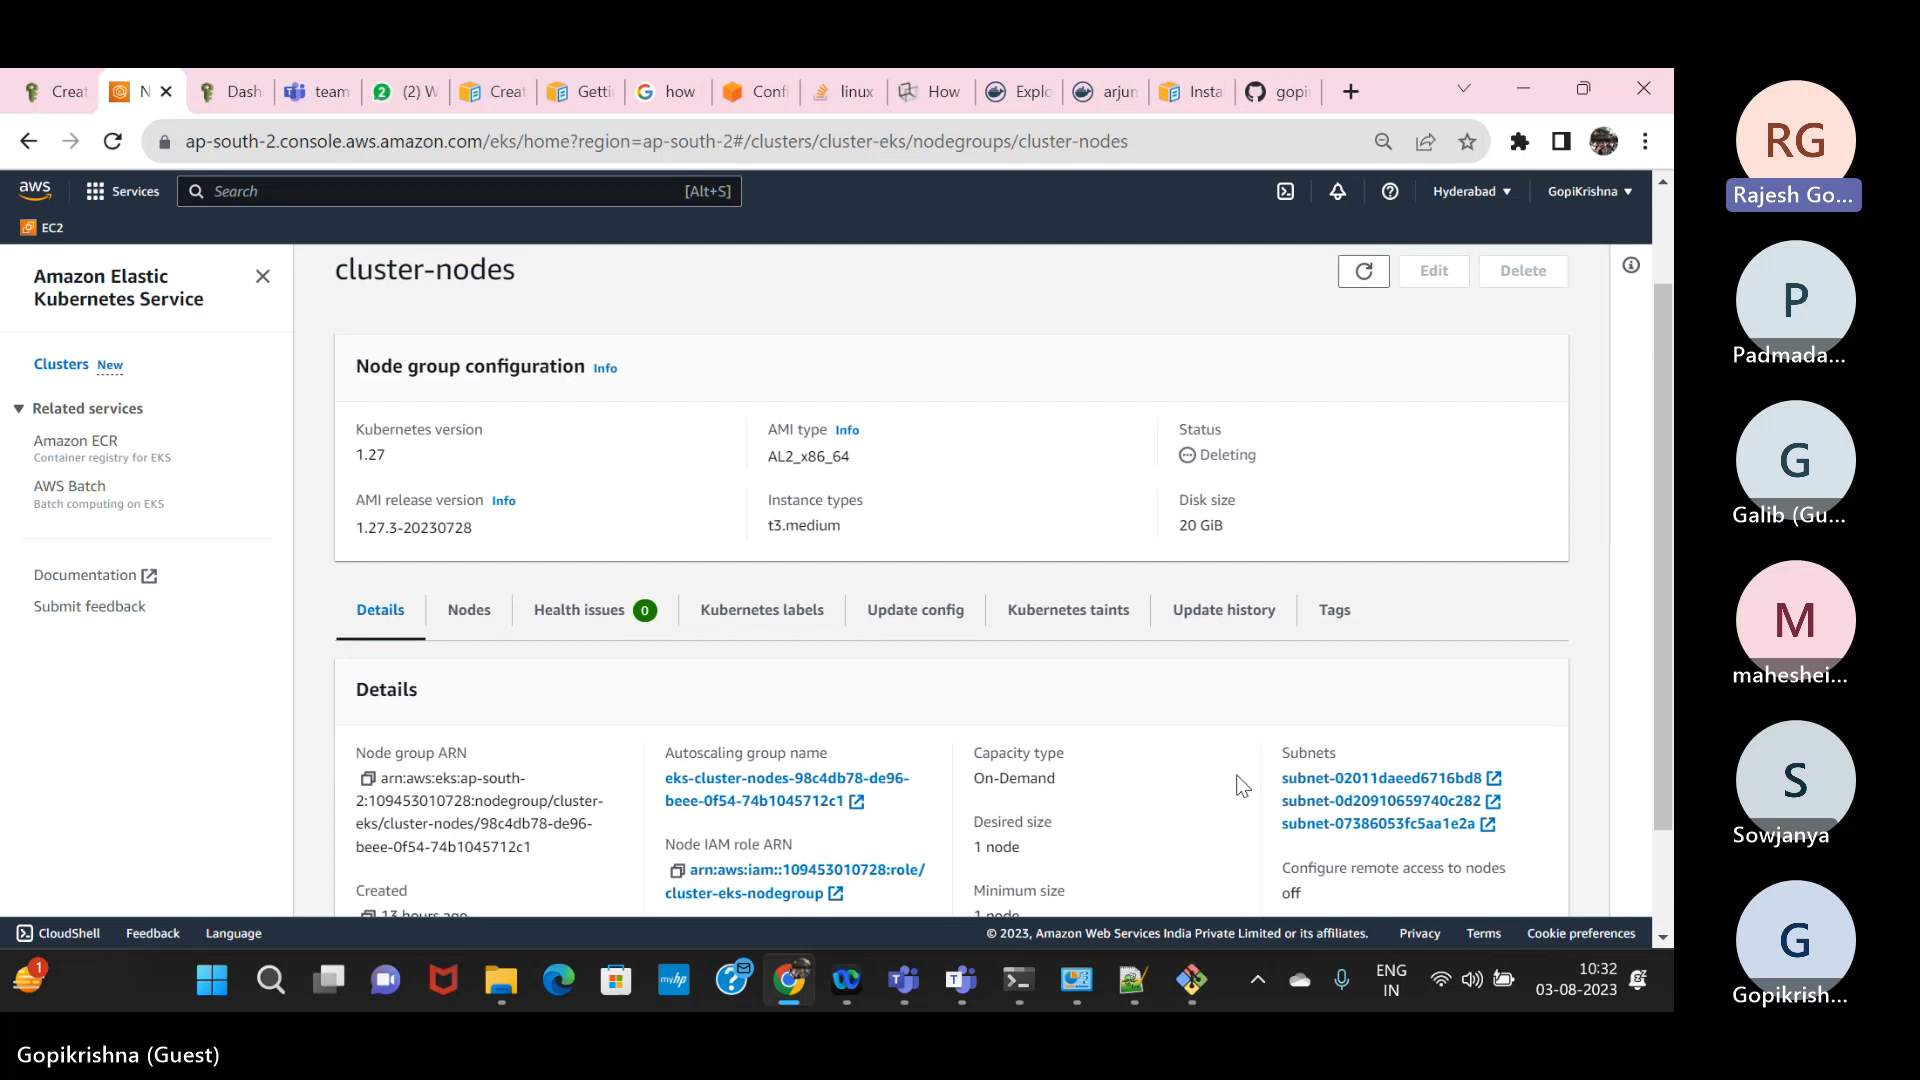 Creat
N
Dash
team
(2) W
Creat
Getti
how
Confi
linux
How
Explo
arjun
Insta
gopi
ap-south-2.console.aws.amazon.com/eks/home?region=ap-south-2#/clusters/cluster-eks/nodegroups/cluster-nodes
aws
Services
Search
[Alt+S]
Hyderabad
GopiKrishna
EC2
Amazon Elastic
Kubernetes Service
Clusters New
Related services
Amazon ECR
Container registry for EKS
AWS Batch
Batch computing on EKS
Documentation
Submit feedback
cluster-nodes
Edit
Delete
Node group configuration Info
Kubernetes version
1.27
AMI type Info
AL2_x86_64
Status
Deleting
AMI release version Info
1.27.3-20230728
Instance types
t3.medium
Disk size
20 GiB
Details
Nodes
Health issues 0
Kubernetes labels
Update config
Kubernetes taints
Update history
Tags
Details
Node group ARN
arn:aws:eks:ap-south-
2:109453010728:nodegroup/cluster-
eks/cluster-nodes/98c4db78-de96-
beee-0f54-74b1045712c1
Created
13 hours ago
Autoscaling group name
eks-cluster-nodes-98c4db78-de96-
beee-0f54-74b1045712c1
Node IAM role ARN
arn:aws:iam::109453010728:role/
cluster-eks-nodegroup
Capacity type
On-Demand
Desired size
1 node
Minimum size
1 node
Subnets
subnet-02011daeed6716bd8
subnet-0d20910659740c282
subnet-07386053fc5aa1e2a
Configure remote access to nodes
off
CloudShell
Feedback
Language
© 2023, Amazon Web Services India Private Limited or its affiliates.
Privacy
Terms
Cookie preferences
1
myhp
ENG
IN
10:32
03-08-2023
RG
Rajesh Go...
P
Padmada...
G
Galib (Gu...
M
maheshei...
S
Sowjanya
G
Gopikrish...
Gopikrishna (Guest)